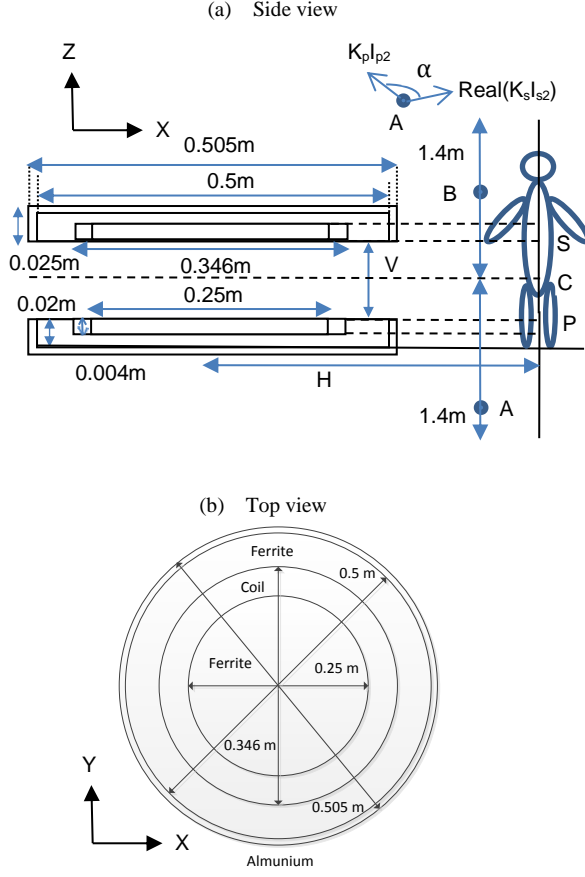 (a) Side view
Z
X
KpIp2
α
Real(KsIs2)
A
0.505m
0.5m
1.4m
B
S
0.025m
0.346m
V
C
0.02m
0.25m
P
0.004m
H
1.4m
A
(b) Top view
Ferrite
0.5 m
Coil
Ferrite
0.25 m
0.346 m
Y
0.505 m
X
Almunium